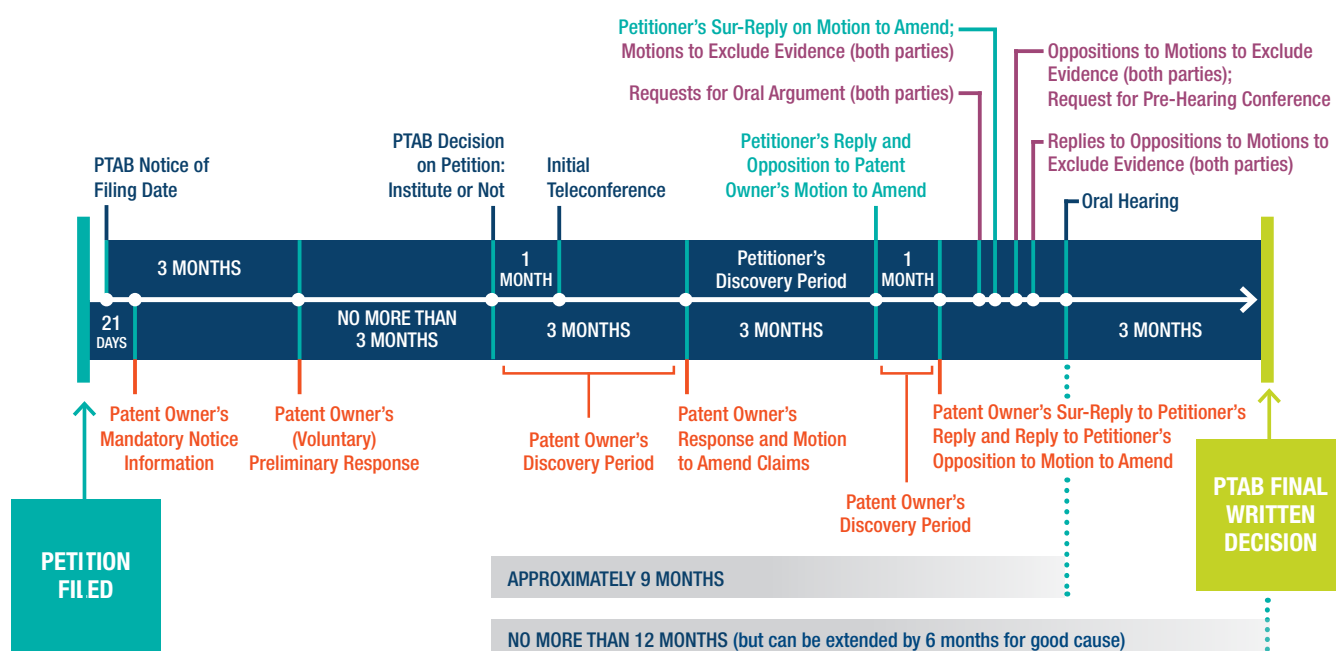 Petitioner's Sur-Reply on Motion to Amend;
Motions to Exclude Evidence (both parties)
Requests for Oral Argument (both parties)
Oppositions to Motions to Exclude
Evidence (both parties);
Request for Pre-Hearing Conference
Replies to Oppositions to Motions to
Exclude Evidence (both parties)
PTAB Notice of
Filing Date
PTAB Decision
on Petition:
Institute or Not
Initial
Teleconference
Petitioner's Reply and
Opposition to Patent
Owner's Motion to Amend
Oral Hearing
3 MONTHS
1
MONTH
Petitioner's
Discovery Period
1
MONTH
21
DAYS
NO MORE THAN
3 MONTHS
3 MONTHS
3 MONTHS
3 MONTHS
Patent Owner's
Mandatory Notice
Information
Patent Owner's
(Voluntary)
Preliminary Response
Patent Owner's
Discovery Period
Patent Owner's
Response and Motion
to Amend Claims
Patent Owner's
Discovery Period
Patent Owner's Sur-Reply to Petitioner's
Reply and Reply to Petitioner's
Opposition to Motion to Amend
PETITION
FILED
PTAB FINAL
WRITTEN
DECISION
APPROXIMATELY 9 MONTHS
NO MORE THAN 12 MONTHS (but can be extended by 6 months for good cause)